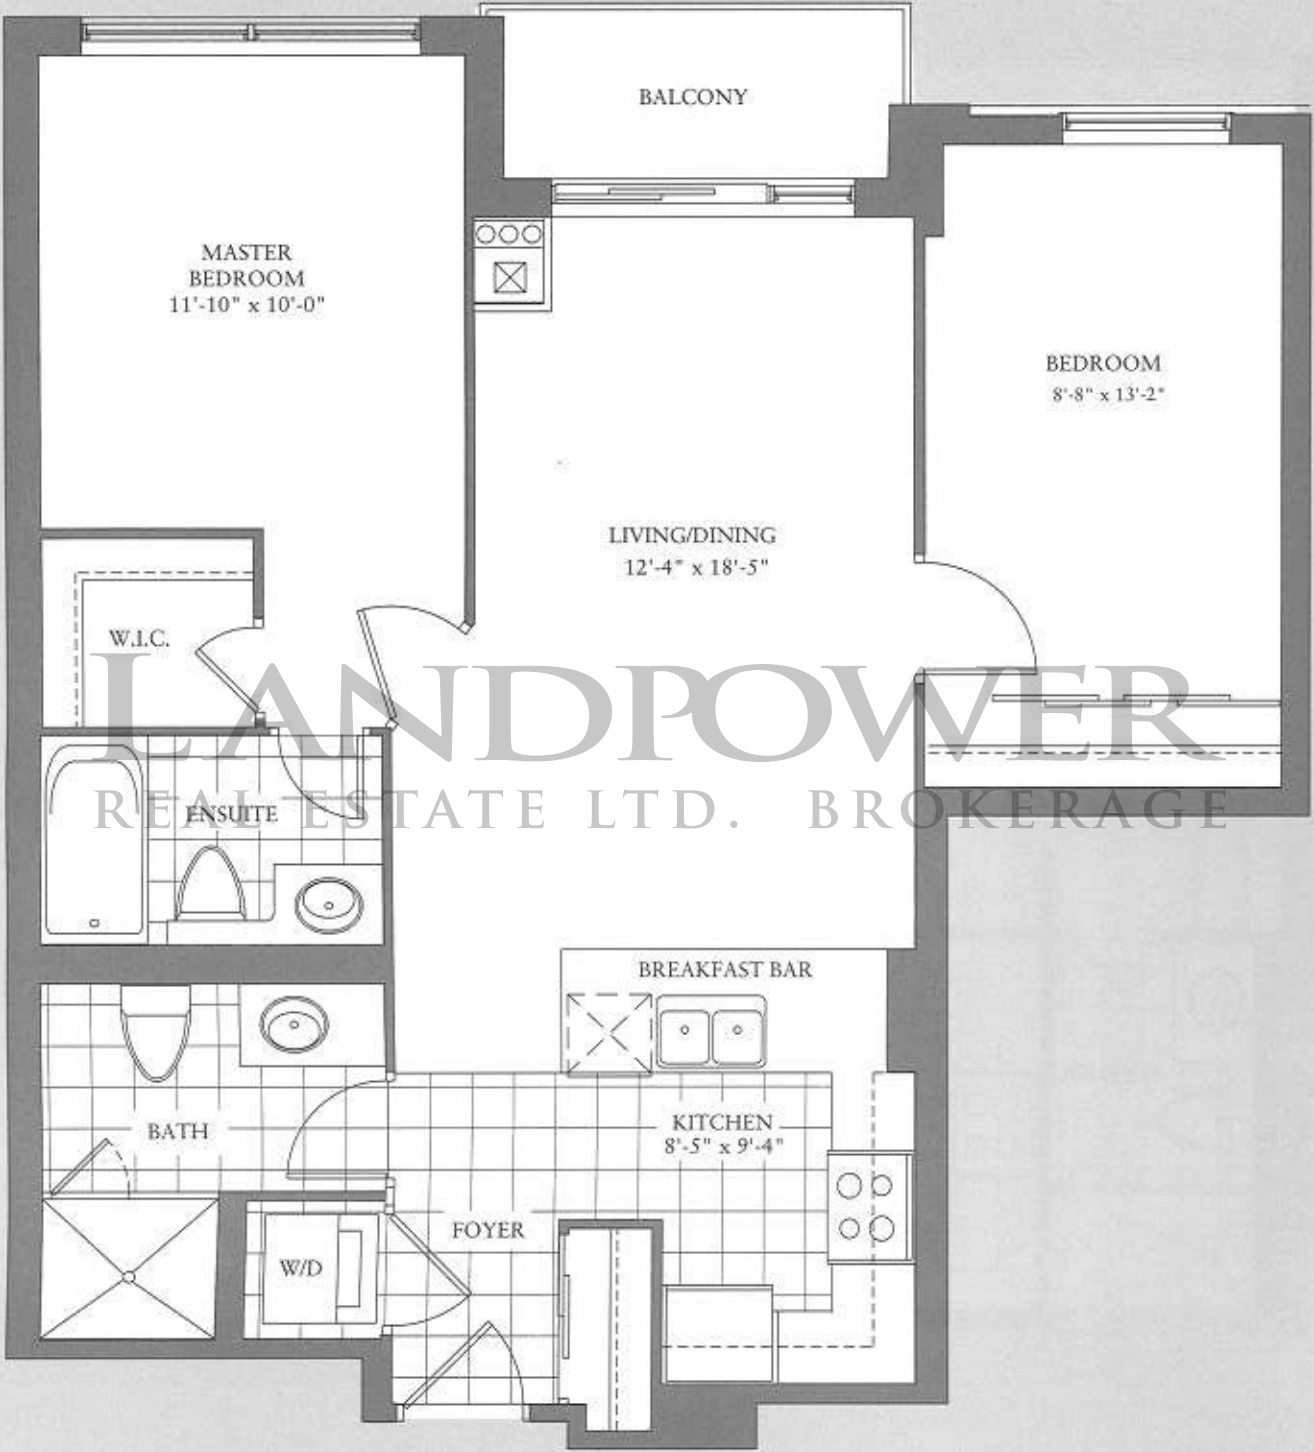 BALCONY
MASTER
BEDROOM
11'-10" x 10'-0"
BEDROOM
8'-8" x 13'-2"
LIVING/DINING
12'-4" x 18'-5"
W.I.C.
LANDPOWER
REAL ESTATE LTD. BROKERAGE
ENSUITE
BREAKFAST BAR
KITCHEN
8'-5" x 9'-4"
BATH
FOYER
W/D